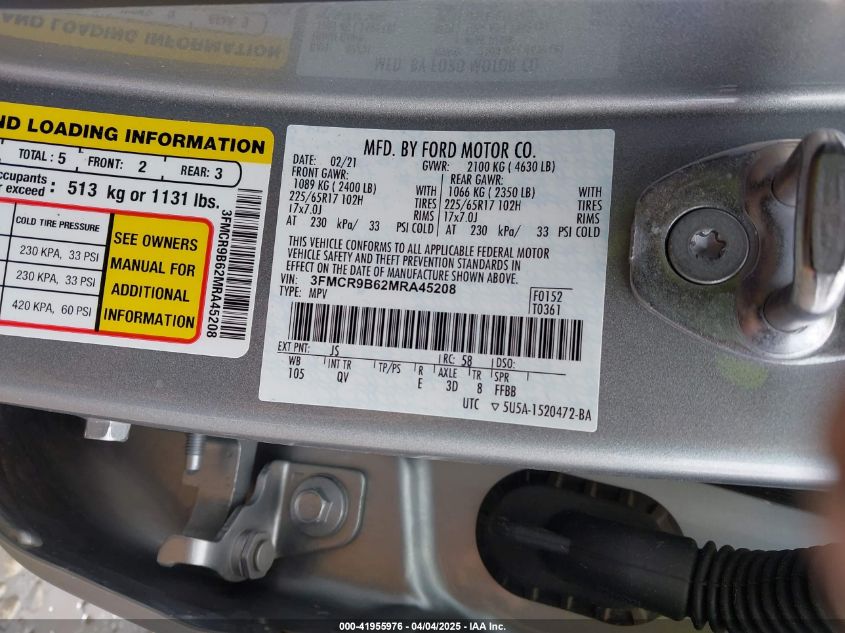 ND LOADING INFORMATION
TOTAL: 5 FRONT: 2 REAR: 3
ccupants
r exceed : 513 kg or 1131 lbs.
COLD TIRE PRESSURE
230 KPA, 33 PSI
230 KPA, 33 PSI
420 KPA, 60 PSI
SEE OWNERS
MANUAL FOR
ADDITIONAL
INFORMATION
3FMCR9B62MRA45208
MFD. BY FORD MOTOR CO.
DATE: 02/21 GVWR: 2100 KG ( 4630 LB)
FRONT GAWR: REAR GAWR:
1089 KG (2400 LB) WITH 1066 KG ( 2350 LB) WITH
225/65R17 102H TIRES 225/65R17 102H TIRES
17x7.0J RIMS 17x7.0J RIMS
AT 230 kPa/ 33 PSI COLD AT 230 kPa/ 33 PSI COLD
THIS VEHICLE CONFORMS TO ALL APPLICABLE FEDERAL MOTOR
VEHICLE SAFETY AND THEFT PREVENTION STANDARDS IN
EFFECT ON THE DATE OF MANUFACTURE SHOWN ABOVE.
VIN: 3FMCR9B62MRA45208
TYPE: MPV
F0152
T0361
EXT PNT: JS RC: 58 DSO:
WB INT TR TP/PS R AXLE TR SPR
105 QV E 3D 8 FFBB
UTC ▽ 5U5A-1520472-BA
000-41955976 - 04/04/2025 - IAA Inc.